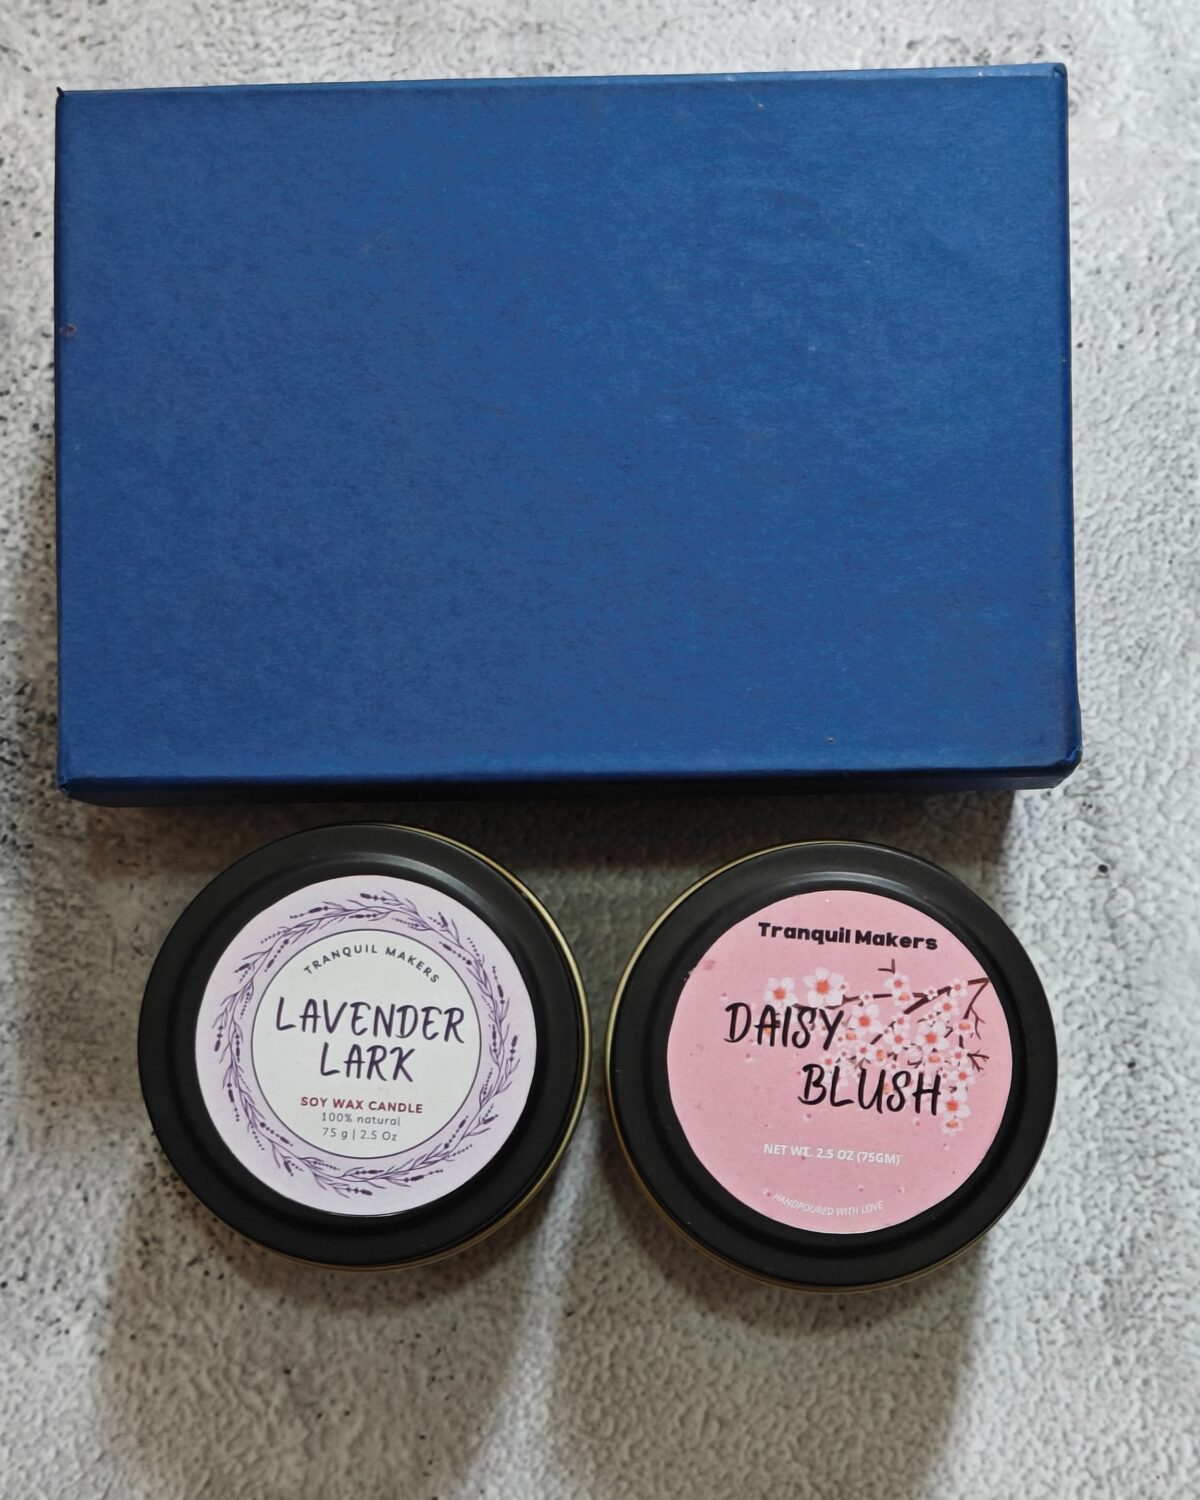 TRANQUIL MAKERS
LAVENDER
LARK
SOY WAX CANDLE
100% natural
75 g | 2.5 Oz
Tranquil Makers
DAISY
BLUSH
NET WT. 2.5 OZ (75GM)
HANDPOURED WITH LOVE